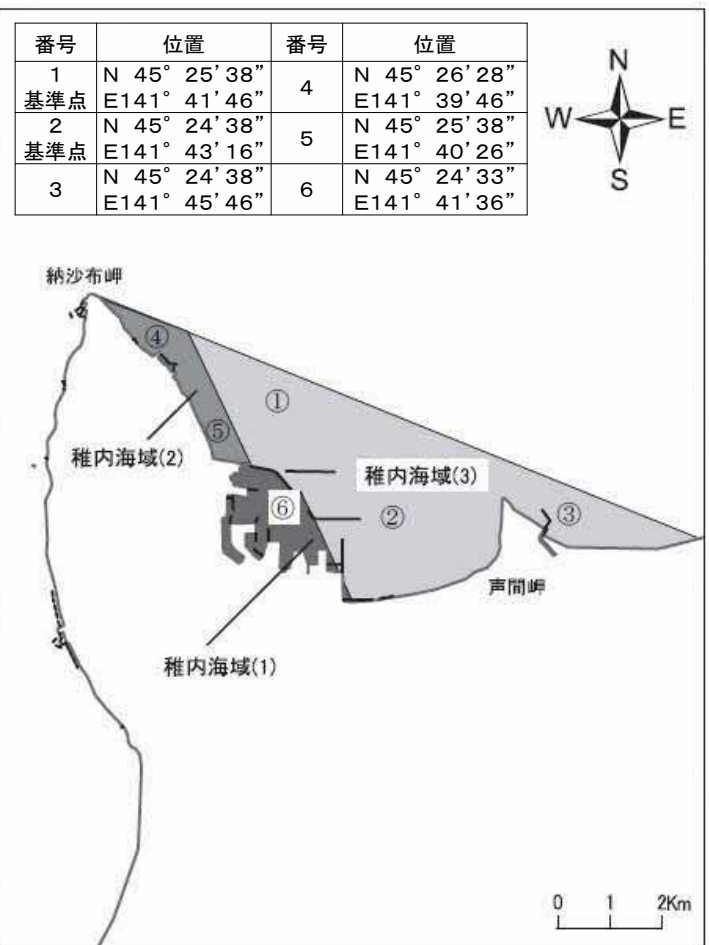 番号 位置 番号 位置
1 基準点 N 45° 25'38" E141° 41'46" 4 N 45° 26'28" E141° 39'46"
2 基準点 N 45° 24'38" E141° 43'16" 5 N 45° 25'38" E141° 40'26"
3 N 45° 24'38" E141° 45'46" 6 N 45° 24'33" E141° 41'36"
N
W E
S
納沙布岬
④
①
⑤
稚内海域(2)
稚内海域(3)
⑥
②
③
声間岬
稚内海域(1)
0 1 2Km